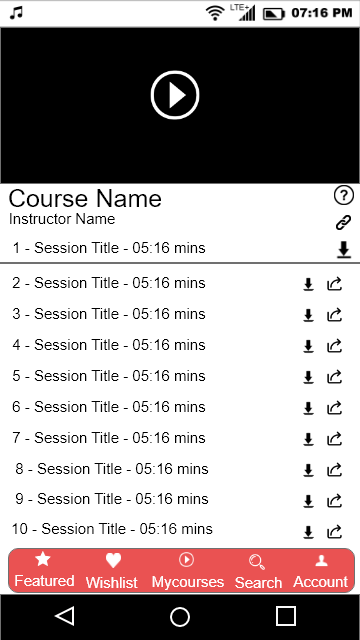 LTE+ 07:16 PM
Course Name
Instructor Name
1 - Session Title - 05:16 mins
2 - Session Title - 05:16 mins
3 - Session Title - 05:16 mins
4 - Session Title - 05:16 mins
5 - Session Title - 05:16 mins
6 - Session Title - 05:16 mins
7 - Session Title - 05:16 mins
8 - Session Title - 05:16 mins
9 - Session Title - 05:16 mins
10 - Session Title - 05:16 mins
Featured Wishlist Mycourses Search Account